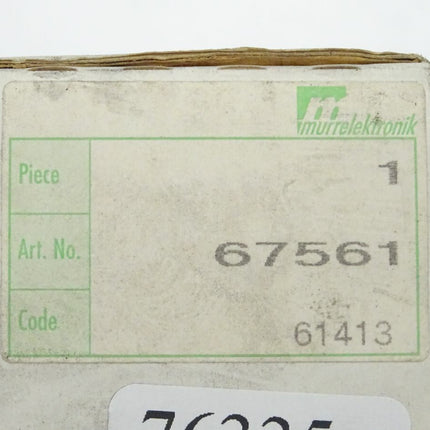 murrelektronik
Piece 1
Art. No. 67561
Code 61413